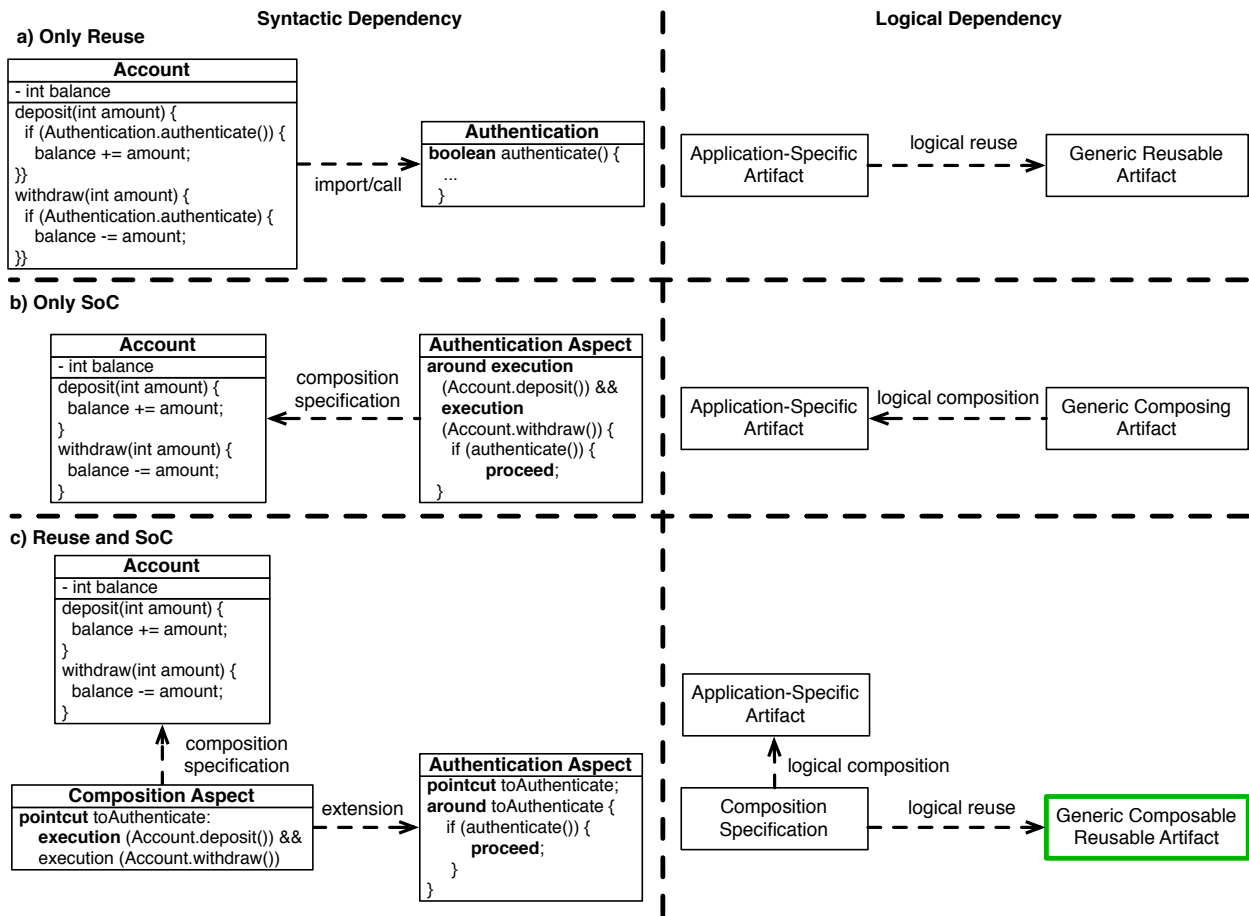 Syntactic Dependency
Logical Dependency
a) Only Reuse
Account
- int balance
deposit(int amount) {
if (Authentication.authenticate()) {
balance += amount;
}}
withdraw(int amount) {
if (Authentication.authenticate) {
balance -= amount;
}}
import/call
Authentication
boolean authenticate() {
...
}
Application-Specific
Artifact
logical reuse
Generic Reusable
Artifact
b) Only SoC
Account
- int balance
deposit(int amount) {
balance += amount;
}
withdraw(int amount) {
balance -= amount;
}
composition
specification
Authentication Aspect
around execution
(Account.deposit()) &&
execution
(Account.withdraw()) {
if (authenticate()) {
proceed;
}
Application-Specific
Artifact
logical composition
Generic Composing
Artifact
c) Reuse and SoC
Account
- int balance
deposit(int amount) {
balance += amount;
}
withdraw(int amount) {
balance -= amount;
}
composition
specification
Composition Aspect
pointcut toAuthenticate:
execution (Account.deposit()) &&
execution (Account.withdraw())
extension
Authentication Aspect
pointcut toAuthenticate;
around toAuthenticate {
if (authenticate()) {
proceed;
}
}
Application-Specific
Artifact
logical composition
Composition
Specification
logical reuse
Generic Composable
Reusable Artifact